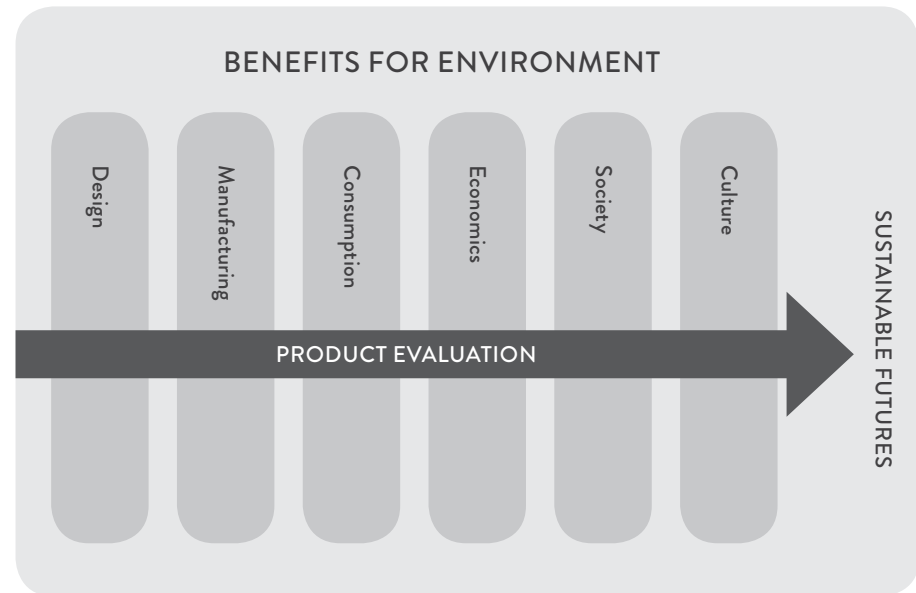 BENEFITS FOR ENVIRONMENT
Design
Manufacturing
Consumption
Economics
Society
Culture
PRODUCT EVALUATION
SUSTAINABLE FUTURES